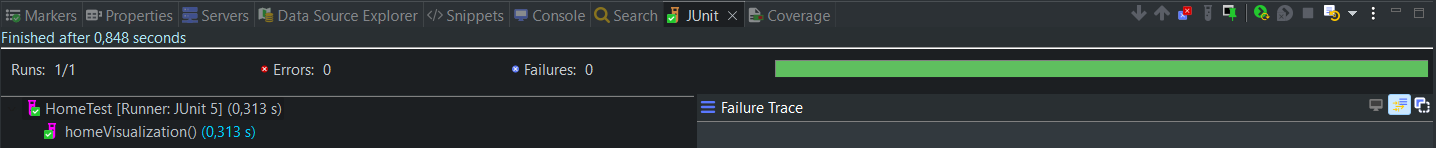 Markers Properties Servers Data Source Explorer Snippets Console Search JUnit Coverage
Finished after 0,848 seconds
Runs: 1/1 Errors: 0 Failures: 0
HomeTest [Runner: JUnit 5] (0,313 s)
Failure Trace
homeVisualization() (0,313 s)